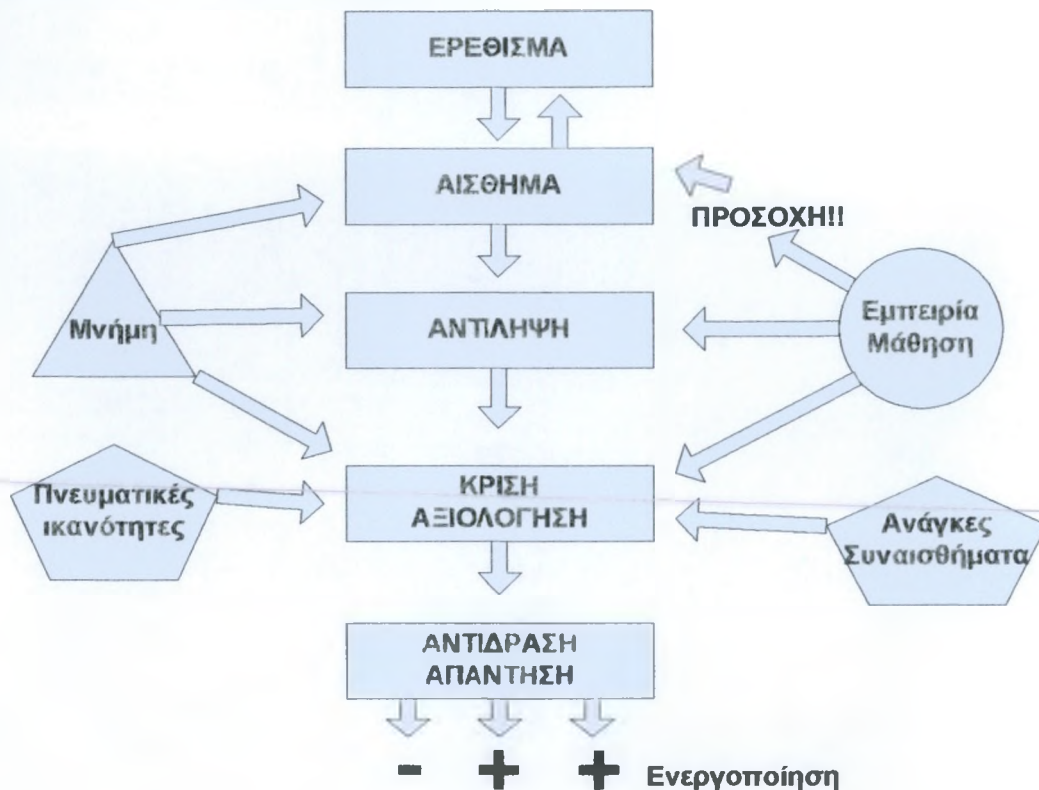 ΕΡΕΘΙΣΜΑ
ΑΙΣΘΗΜΑ
ΠΡΟΣΟΧΗ!!
Μνήμη
ΑΝΤΙΛΗΨΗ
Εμπειρία
Μάθηση
Πνευματικές
ικανότητες
ΚΡΙΣΗ
ΑΞΙΟΛΟΓΗΣΗ
Ανάγκες
Συναισθήματα
ΑΝΤΙΔΡΑΣΗ
ΑΠΑΝΤΗΣΗ
- + + Ενεργοποίηση